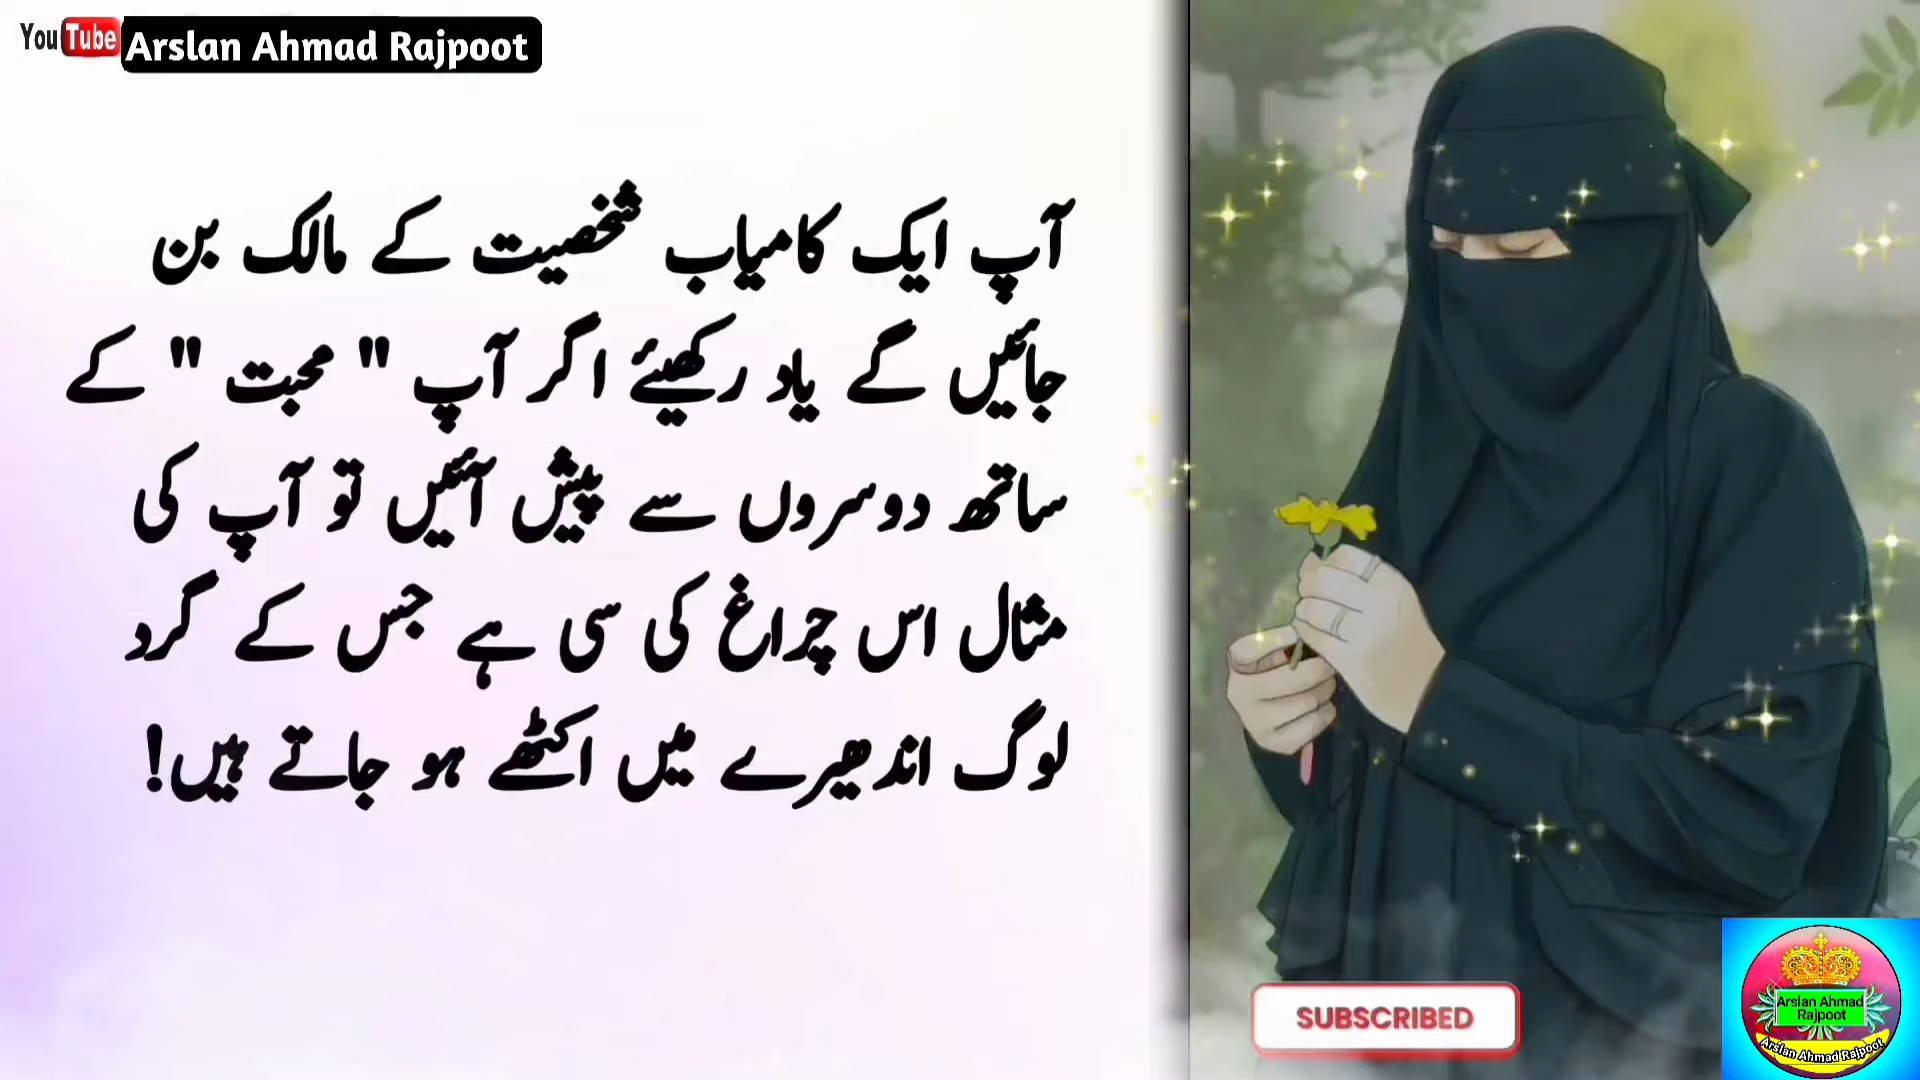 YouTube Arslan Ahmad Rajpoot
آپ ایک کامیاب شخصیت کے مالک بن
جائیں گے یاد رکھیئے اگر آپ " محبت " کے
ساتھ دوسروں سے پیش آئیں تو آپ کی
مثال اس چراغ کی سی ہے جس کے گرد
لوگ اندھیرے میں اکٹھے ہو جاتے ہیں!
SUBSCRIBED
Arslan Ahmad
Rajpoot
Arslan Ahmad Rajpoot